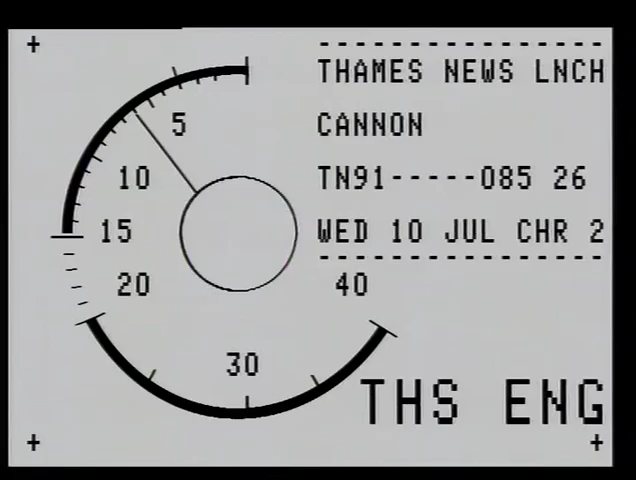 THAMES NEWS LNCH
CANNON
TN91-----085 26
WED 10 JUL CHR 2
5
10
15
20
30
40
THS ENG